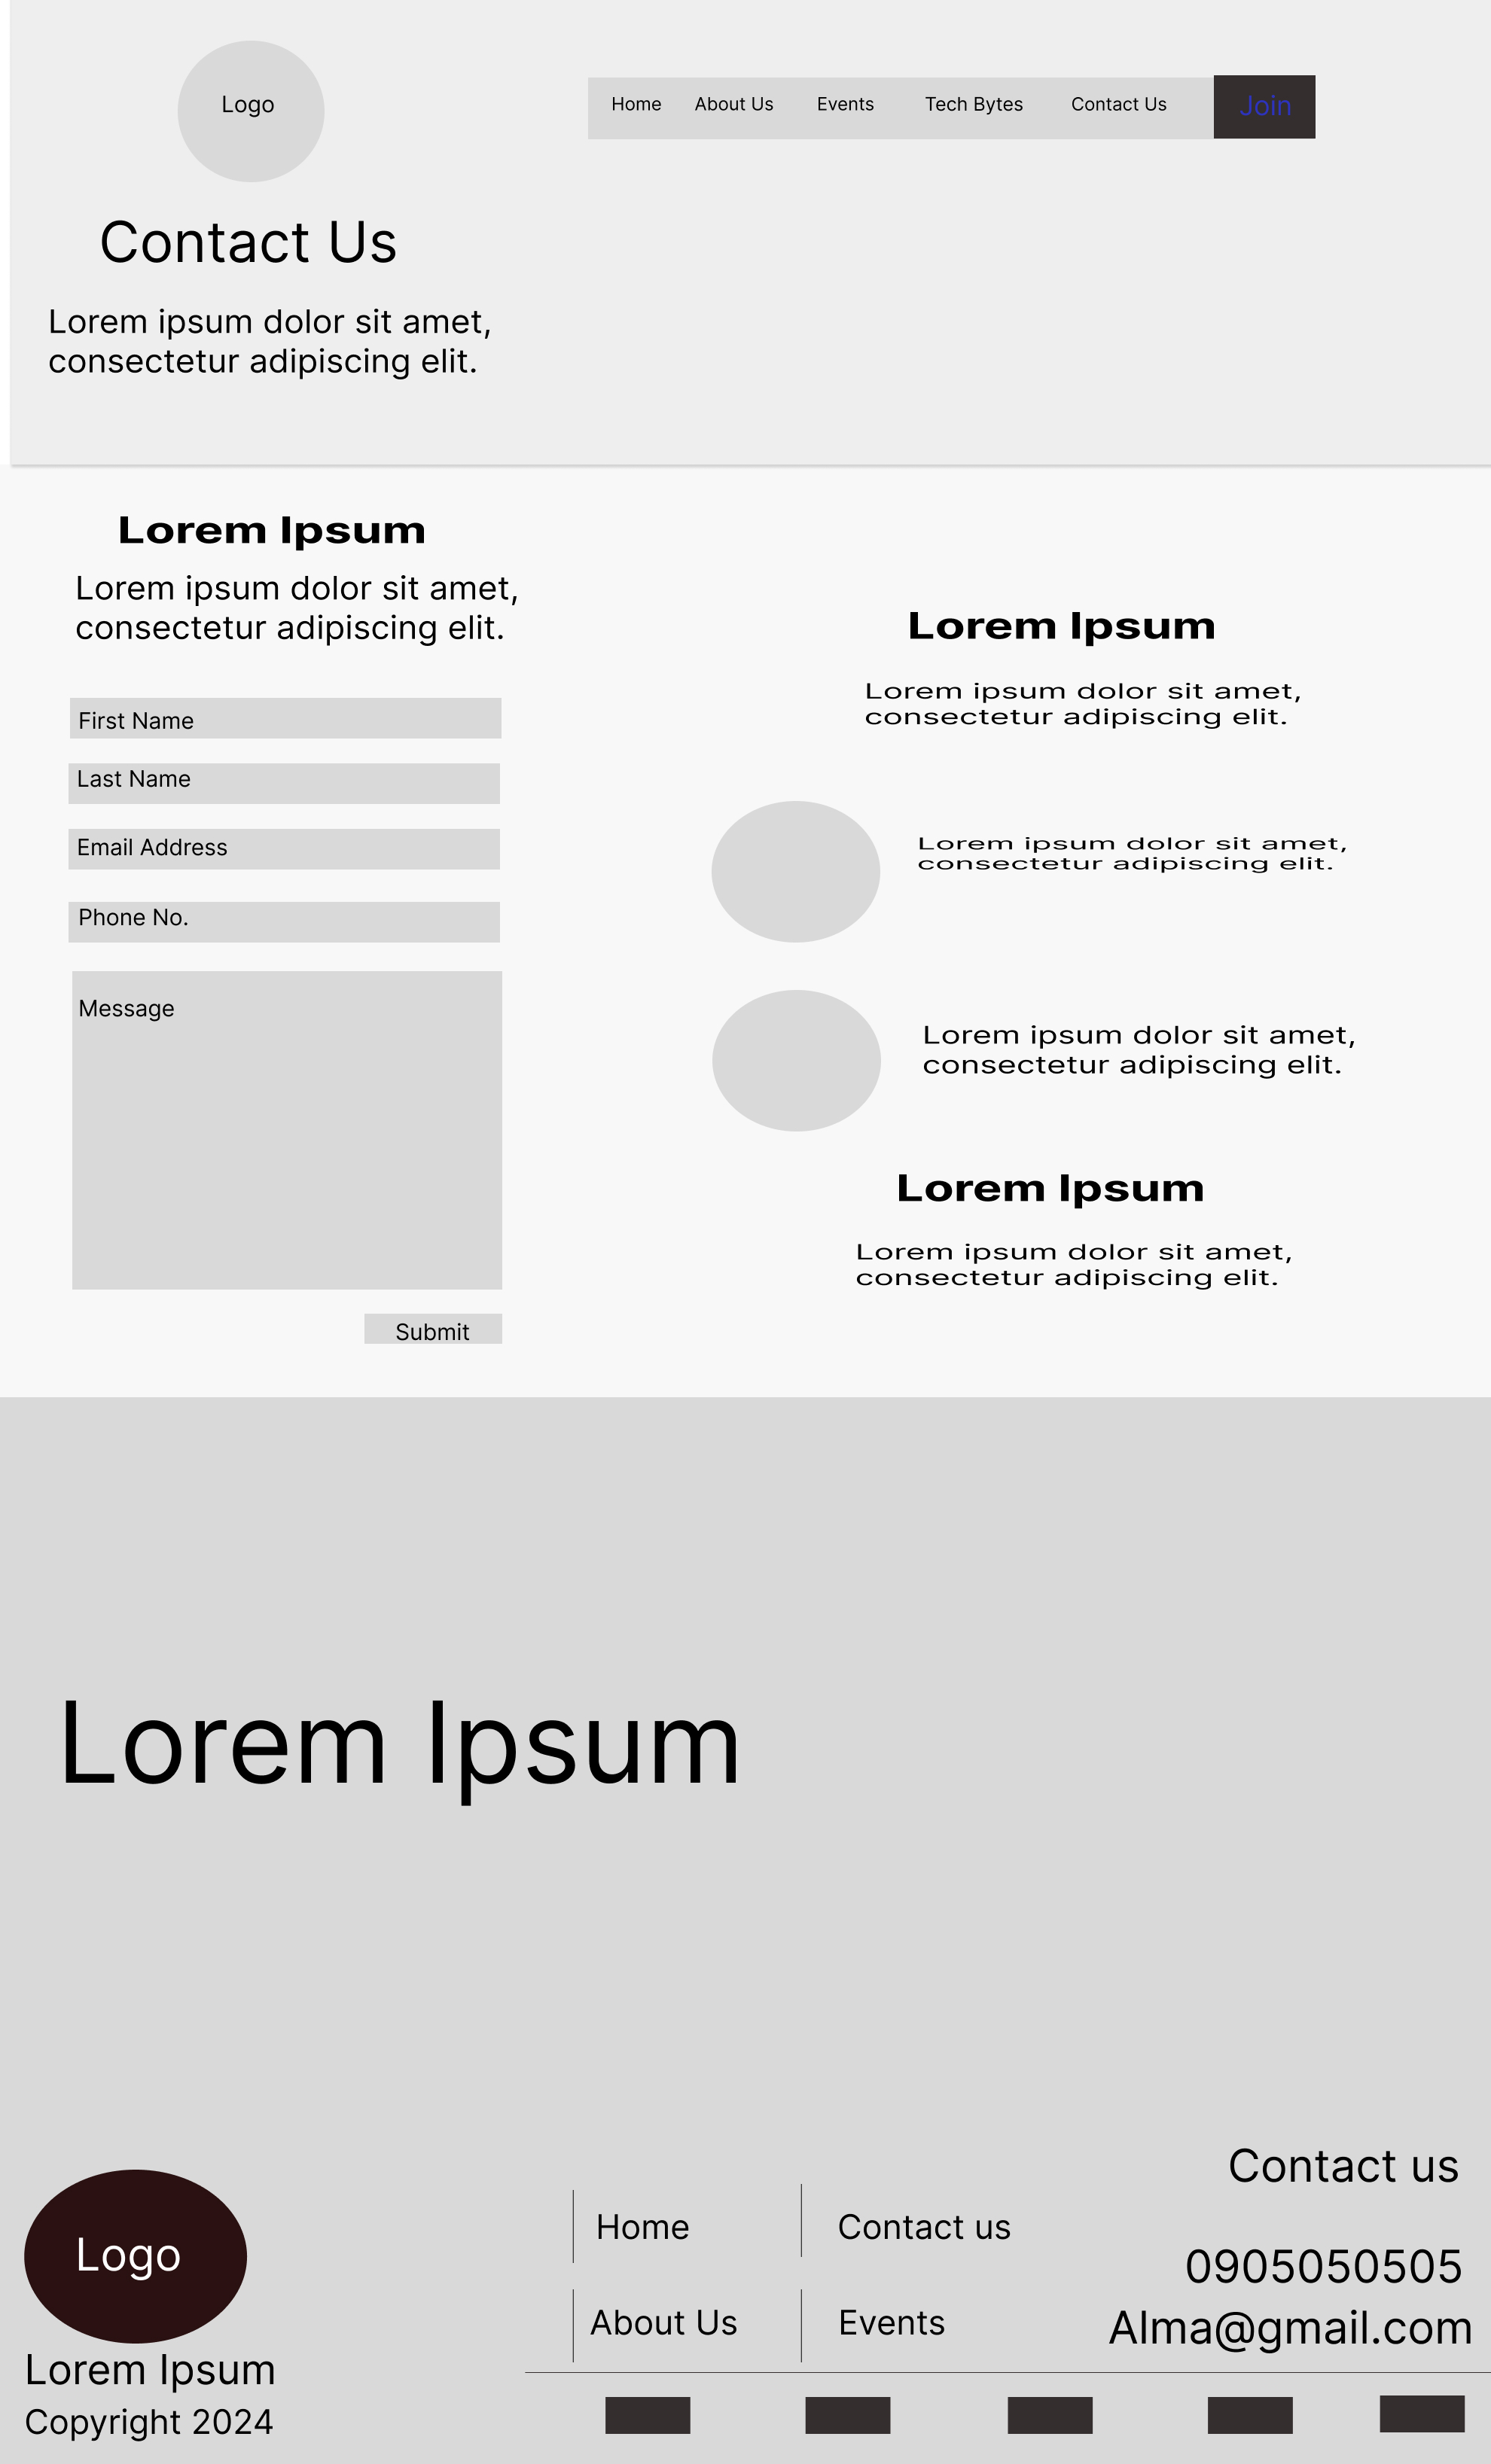 Logo
Home
About Us
Events
Tech Bytes
Contact Us
Join
Contact Us
Lorem ipsum dolor sit amet,
consectetur adipiscing elit.
Lorem Ipsum
Lorem ipsum dolor sit amet,
consectetur adipiscing elit.
First Name
Last Name
Email Address
Phone No.
Message
Submit
Lorem Ipsum
Lorem ipsum dolor sit amet,
consectetur adipiscing elit.
Lorem ipsum dolor sit amet,
consectetur adipiscing elit.
Lorem ipsum dolor sit amet,
consectetur adipiscing elit.
Lorem Ipsum
Lorem ipsum dolor sit amet,
consectetur adipiscing elit.
Lorem Ipsum
Logo
Lorem Ipsum
Copyright 2024
Home
About Us
Contact us
Events
Contact us
0905050505
Alma@gmail.com